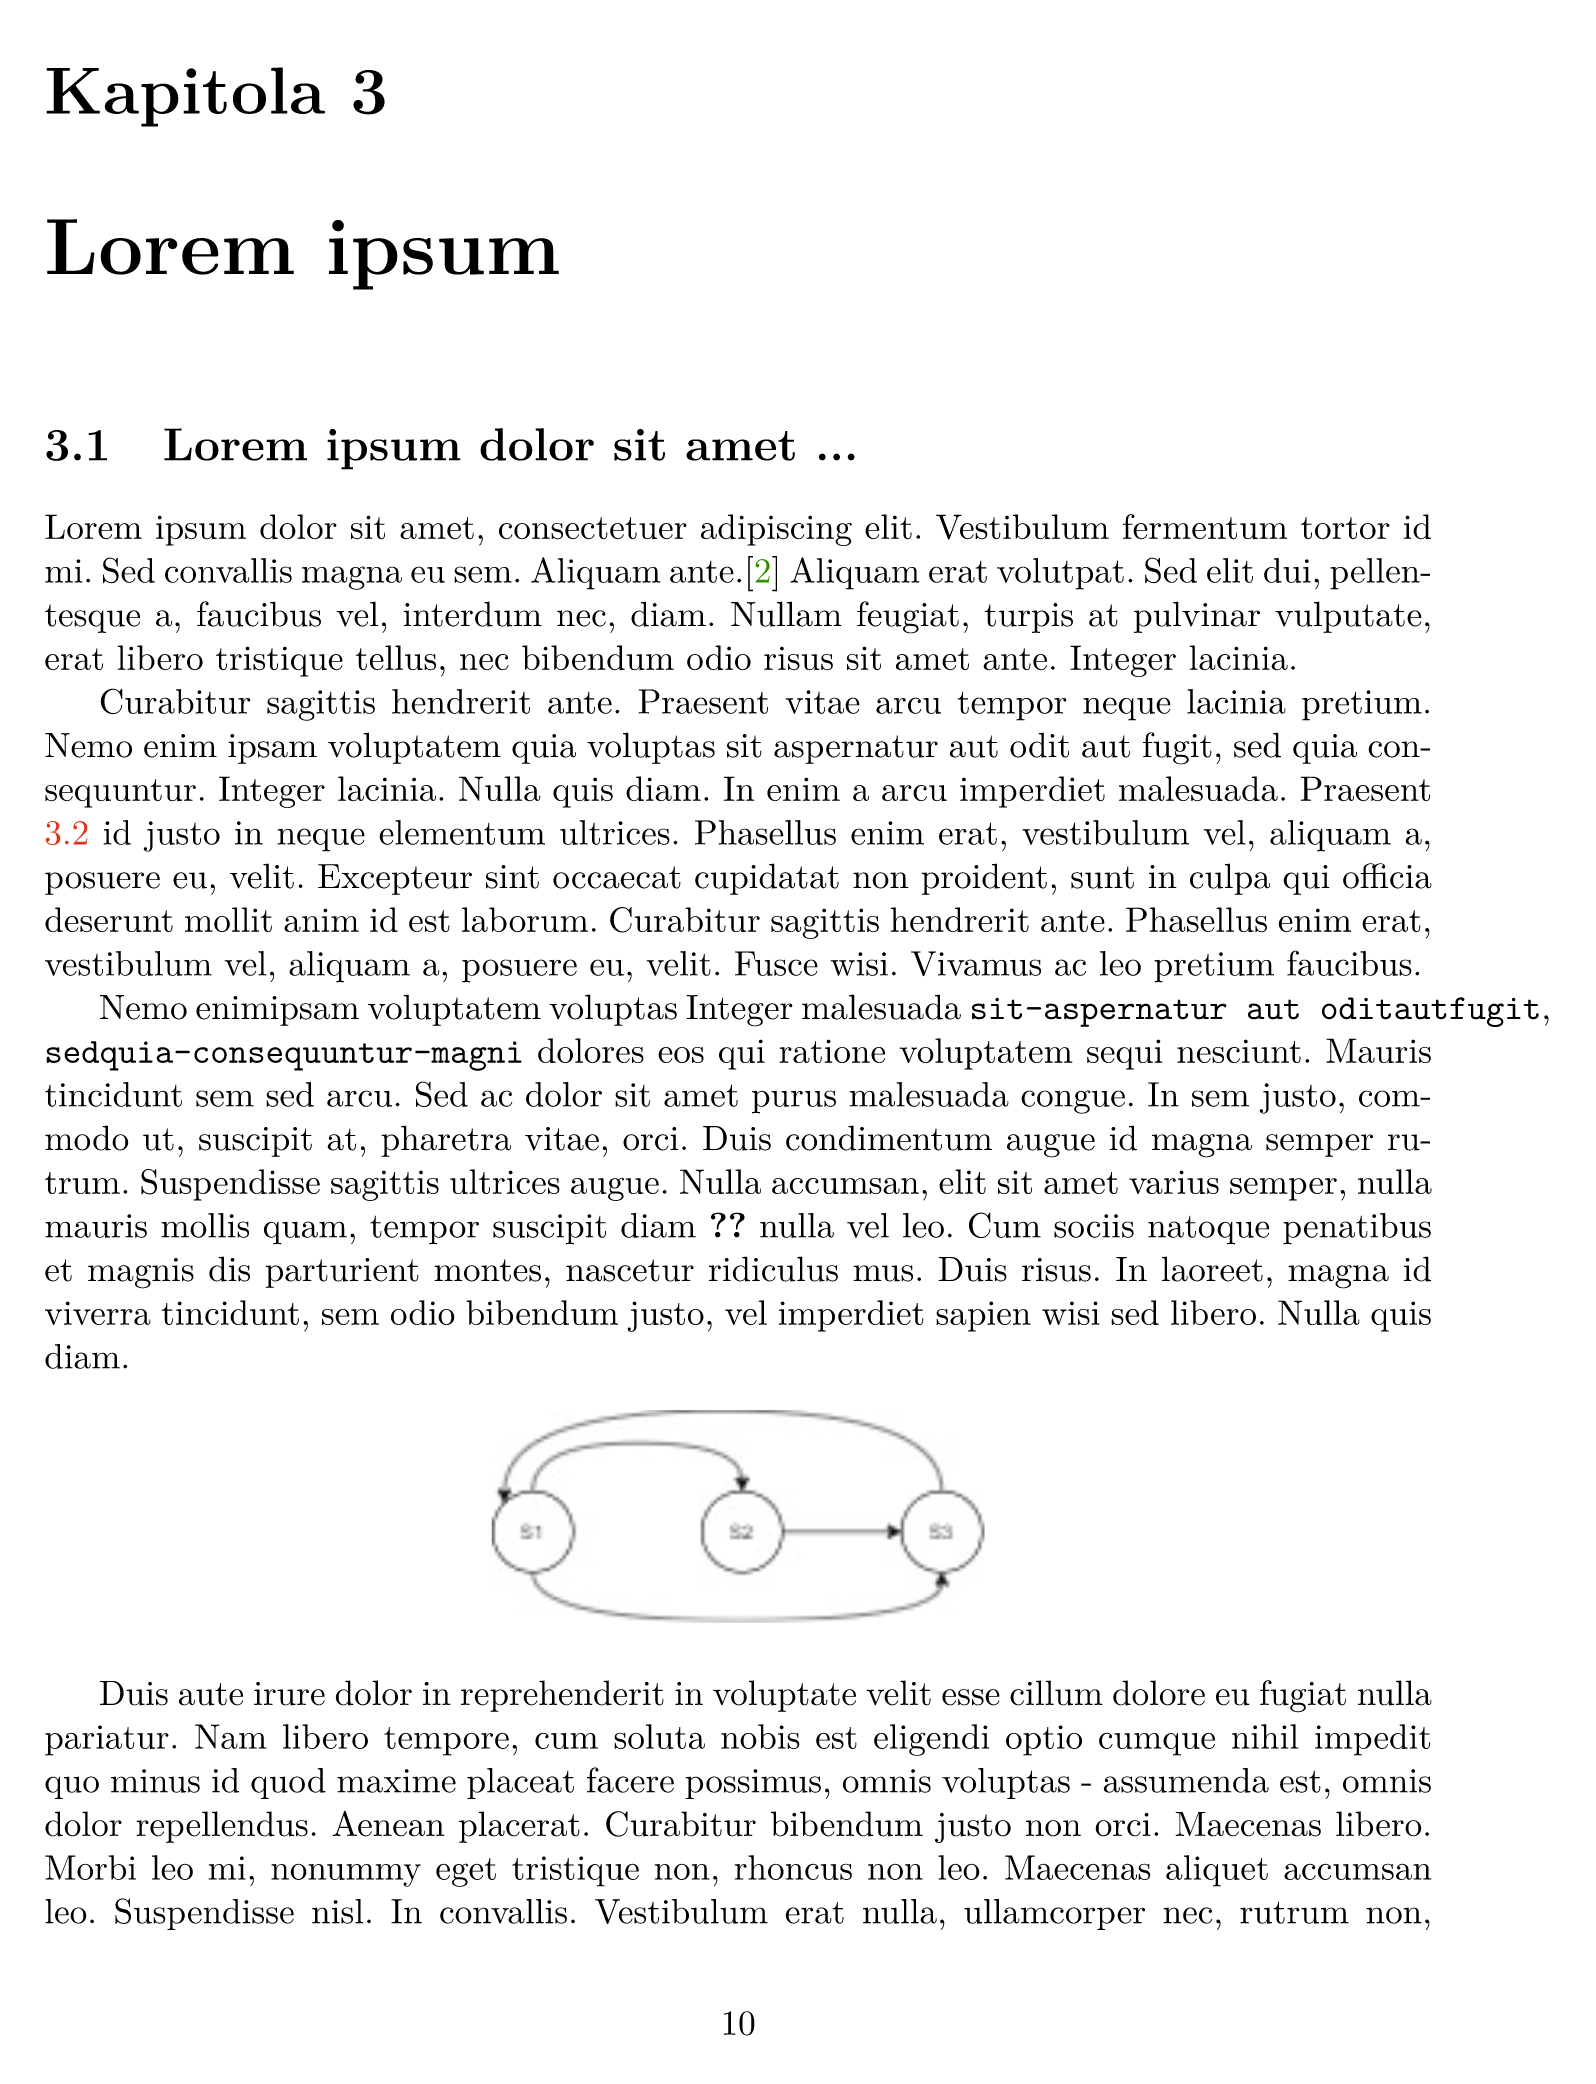 Kapitola 3
Lorem ipsum
3.1 Lorem ipsum dolor sit amet ...
Lorem ipsum dolor sit amet, consectetuer adipiscing elit. Vestibulum fermentum tortor id
mi. Sed convallis magna eu sem. Aliquam ante.[2] Aliquam erat volutpat. Sed elit dui, pellen-
tesque a, faucibus vel, interdum nec, diam. Nullam feugiat, turpis at pulvinar vulputate,
erat libero tristique tellus, nec bibendum odio risus sit amet ante. Integer lacinia.
Curabitur sagittis hendrerit ante. Praesent vitae arcu tempor neque lacinia pretium.
Nemo enim ipsam voluptatem quia voluptas sit aspernatur aut odit aut fugit, sed quia con-
sequuntur. Integer lacinia. Nulla quis diam. In enim a arcu imperdiet malesuada. Praesent
3.2 id justo in neque elementum ultrices. Phasellus enim erat, vestibulum vel, aliquam a,
posuere eu, velit. Excepteur sint occaecat cupidatat non proident, sunt in culpa qui officia
deserunt mollit anim id est laborum. Curabitur sagittis hendrerit ante. Phasellus enim erat,
vestibulum vel, aliquam a, posuere eu, velit. Fusce wisi. Vivamus ac leo pretium faucibus.
Nemo enimipsam voluptatem voluptas Integer malesuada sit-aspernatur aut oditautfugit,
sedquia-consequuntur-magni dolores eos qui ratione voluptatem sequi nesciunt. Mauris
tincidunt sem sed arcu. Sed ac dolor sit amet purus malesuada congue. In sem justo, com-
modo ut, suscipit at, pharetra vitae, orci. Duis condimentum augue id magna semper ru-
trum. Suspendisse sagittis ultrices augue. Nulla accumsan, elit sit amet varius semper, nulla
mauris mollis quam, tempor suscipit diam ?? nulla vel leo. Cum sociis natoque penatibus
et magnis dis parturient montes, nascetur ridiculus mus. Duis risus. In laoreet, magna id
viverra tincidunt, sem odio bibendum justo, vel imperdiet sapien wisi sed libero. Nulla quis
diam.
S1 S2 S3
Duis aute irure dolor in reprehenderit in voluptate velit esse cillum dolore eu fugiat nulla
pariatur. Nam libero tempore, cum soluta nobis est eligendi optio cumque nihil impedit
quo minus id quod maxime placeat facere possimus, omnis voluptas - assumenda est, omnis
dolor repellendus. Aenean placerat. Curabitur bibendum justo non orci. Maecenas libero.
Morbi leo mi, nonummy eget tristique non, rhoncus non leo. Maecenas aliquet accumsan
leo. Suspendisse nisl. In convallis. Vestibulum erat nulla, ullamcorper nec, rutrum non,
10